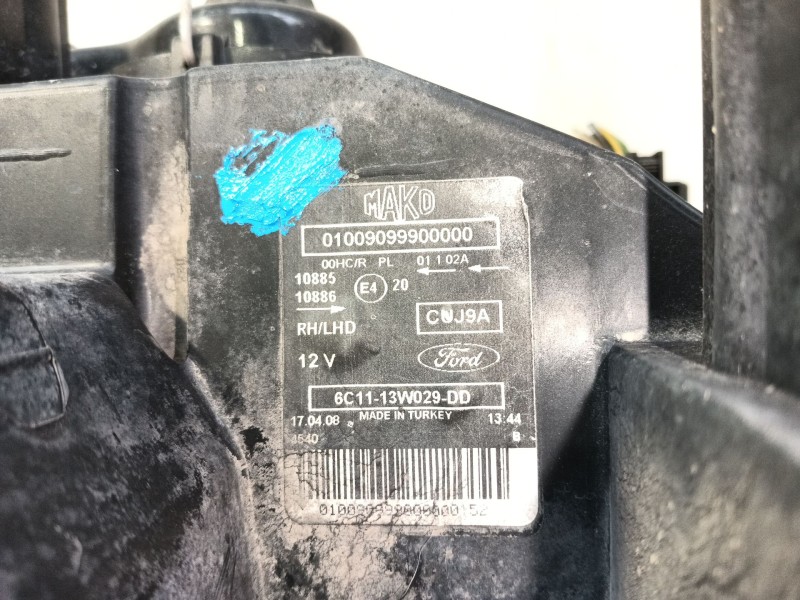 MAKO
01009099900000
00HC/R PL 01 1 02A
10885
10886
E4 20
RH/LHD
C0J9A
12 V
Ford
6C11-13W029-DD
17.04.08 MADE IN TURKEY 13:44
4540 B
01009099900000152